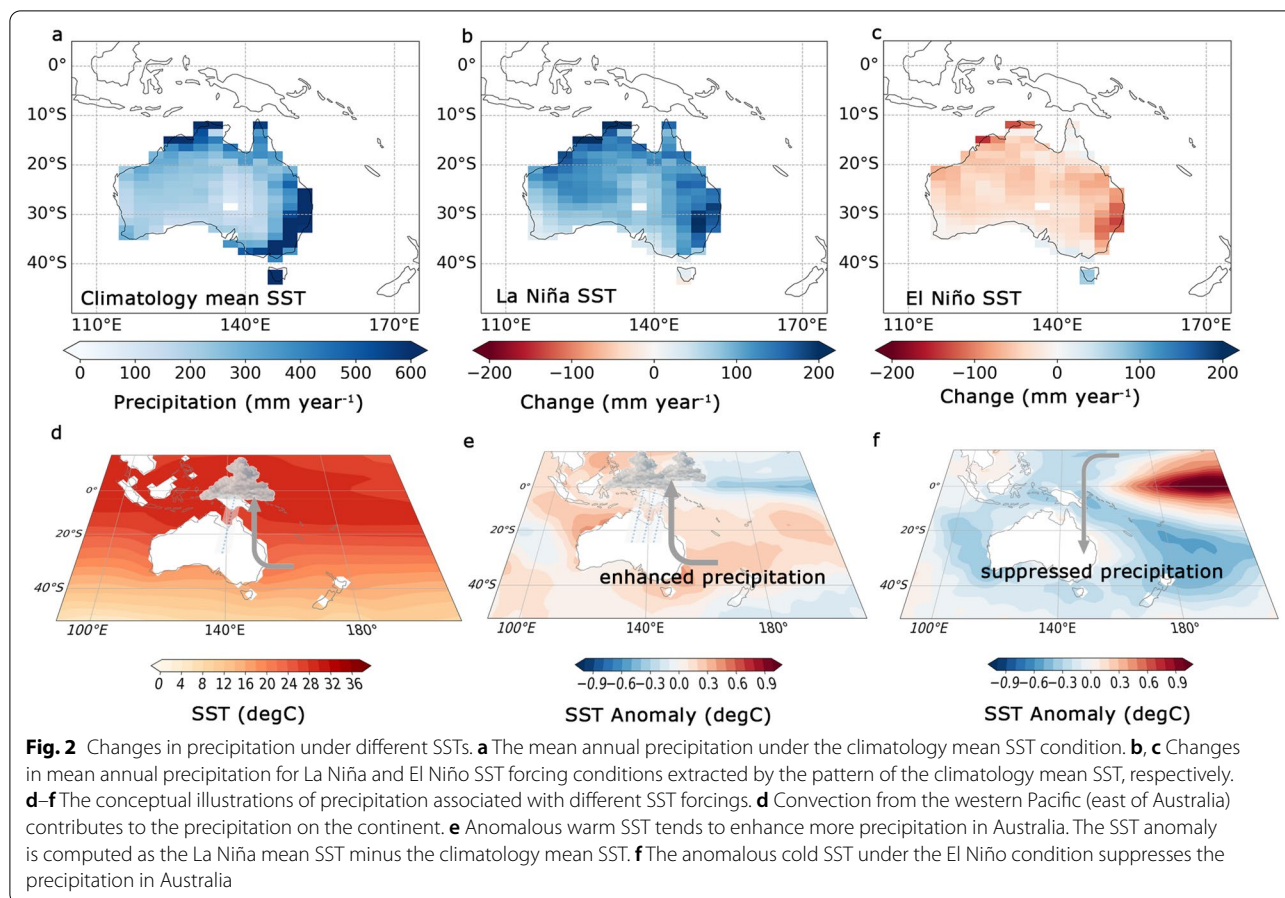 a
b
c
0°
10°S
20°S
30°S
40°S
Climatology mean SST
110°E 140°E 170°E
0 100 200 300 400 500 600
Precipitation (mm year⁻¹)
0°
10°S
20°S
30°S
40°S
La Niña SST
110°E 140°E 170°E
−200 −100 0 100 200
Change (mm year⁻¹)
0°
10°S
20°S
30°S
40°S
El Niño SST
110°E 140°E 170°E
−200 −100 0 100 200
Change (mm year⁻¹)
d
0°
20°S
40°S
100°E 140°E 180°
0 4 8 12 16 20 24 28 32 36
SST (degC)
e
0°
20°S
40°S
enhanced precipitation
100°E 140°E 180°
−0.9−0.6−0.3 0.0 0.3 0.6 0.9
SST Anomaly (degC)
f
0°
20°S
40°S
suppressed precipitation
100°E 140°E 180°
−0.9−0.6−0.3 0.0 0.3 0.6 0.9
SST Anomaly (degC)
Fig. 2 Changes in precipitation under different SSTs. a The mean annual precipitation under the climatology mean SST condition. b, c Changes
in mean annual precipitation for La Niña and El Niño SST forcing conditions extracted by the pattern of the climatology mean SST, respectively.
d–f The conceptual illustrations of precipitation associated with different SST forcings. d Convection from the western Pacific (east of Australia)
contributes to the precipitation on the continent. e Anomalous warm SST tends to enhance more precipitation in Australia. The SST anomaly
is computed as the La Niña mean SST minus the climatology mean SST. f The anomalous cold SST under the El Niño condition suppresses the
precipitation in Australia